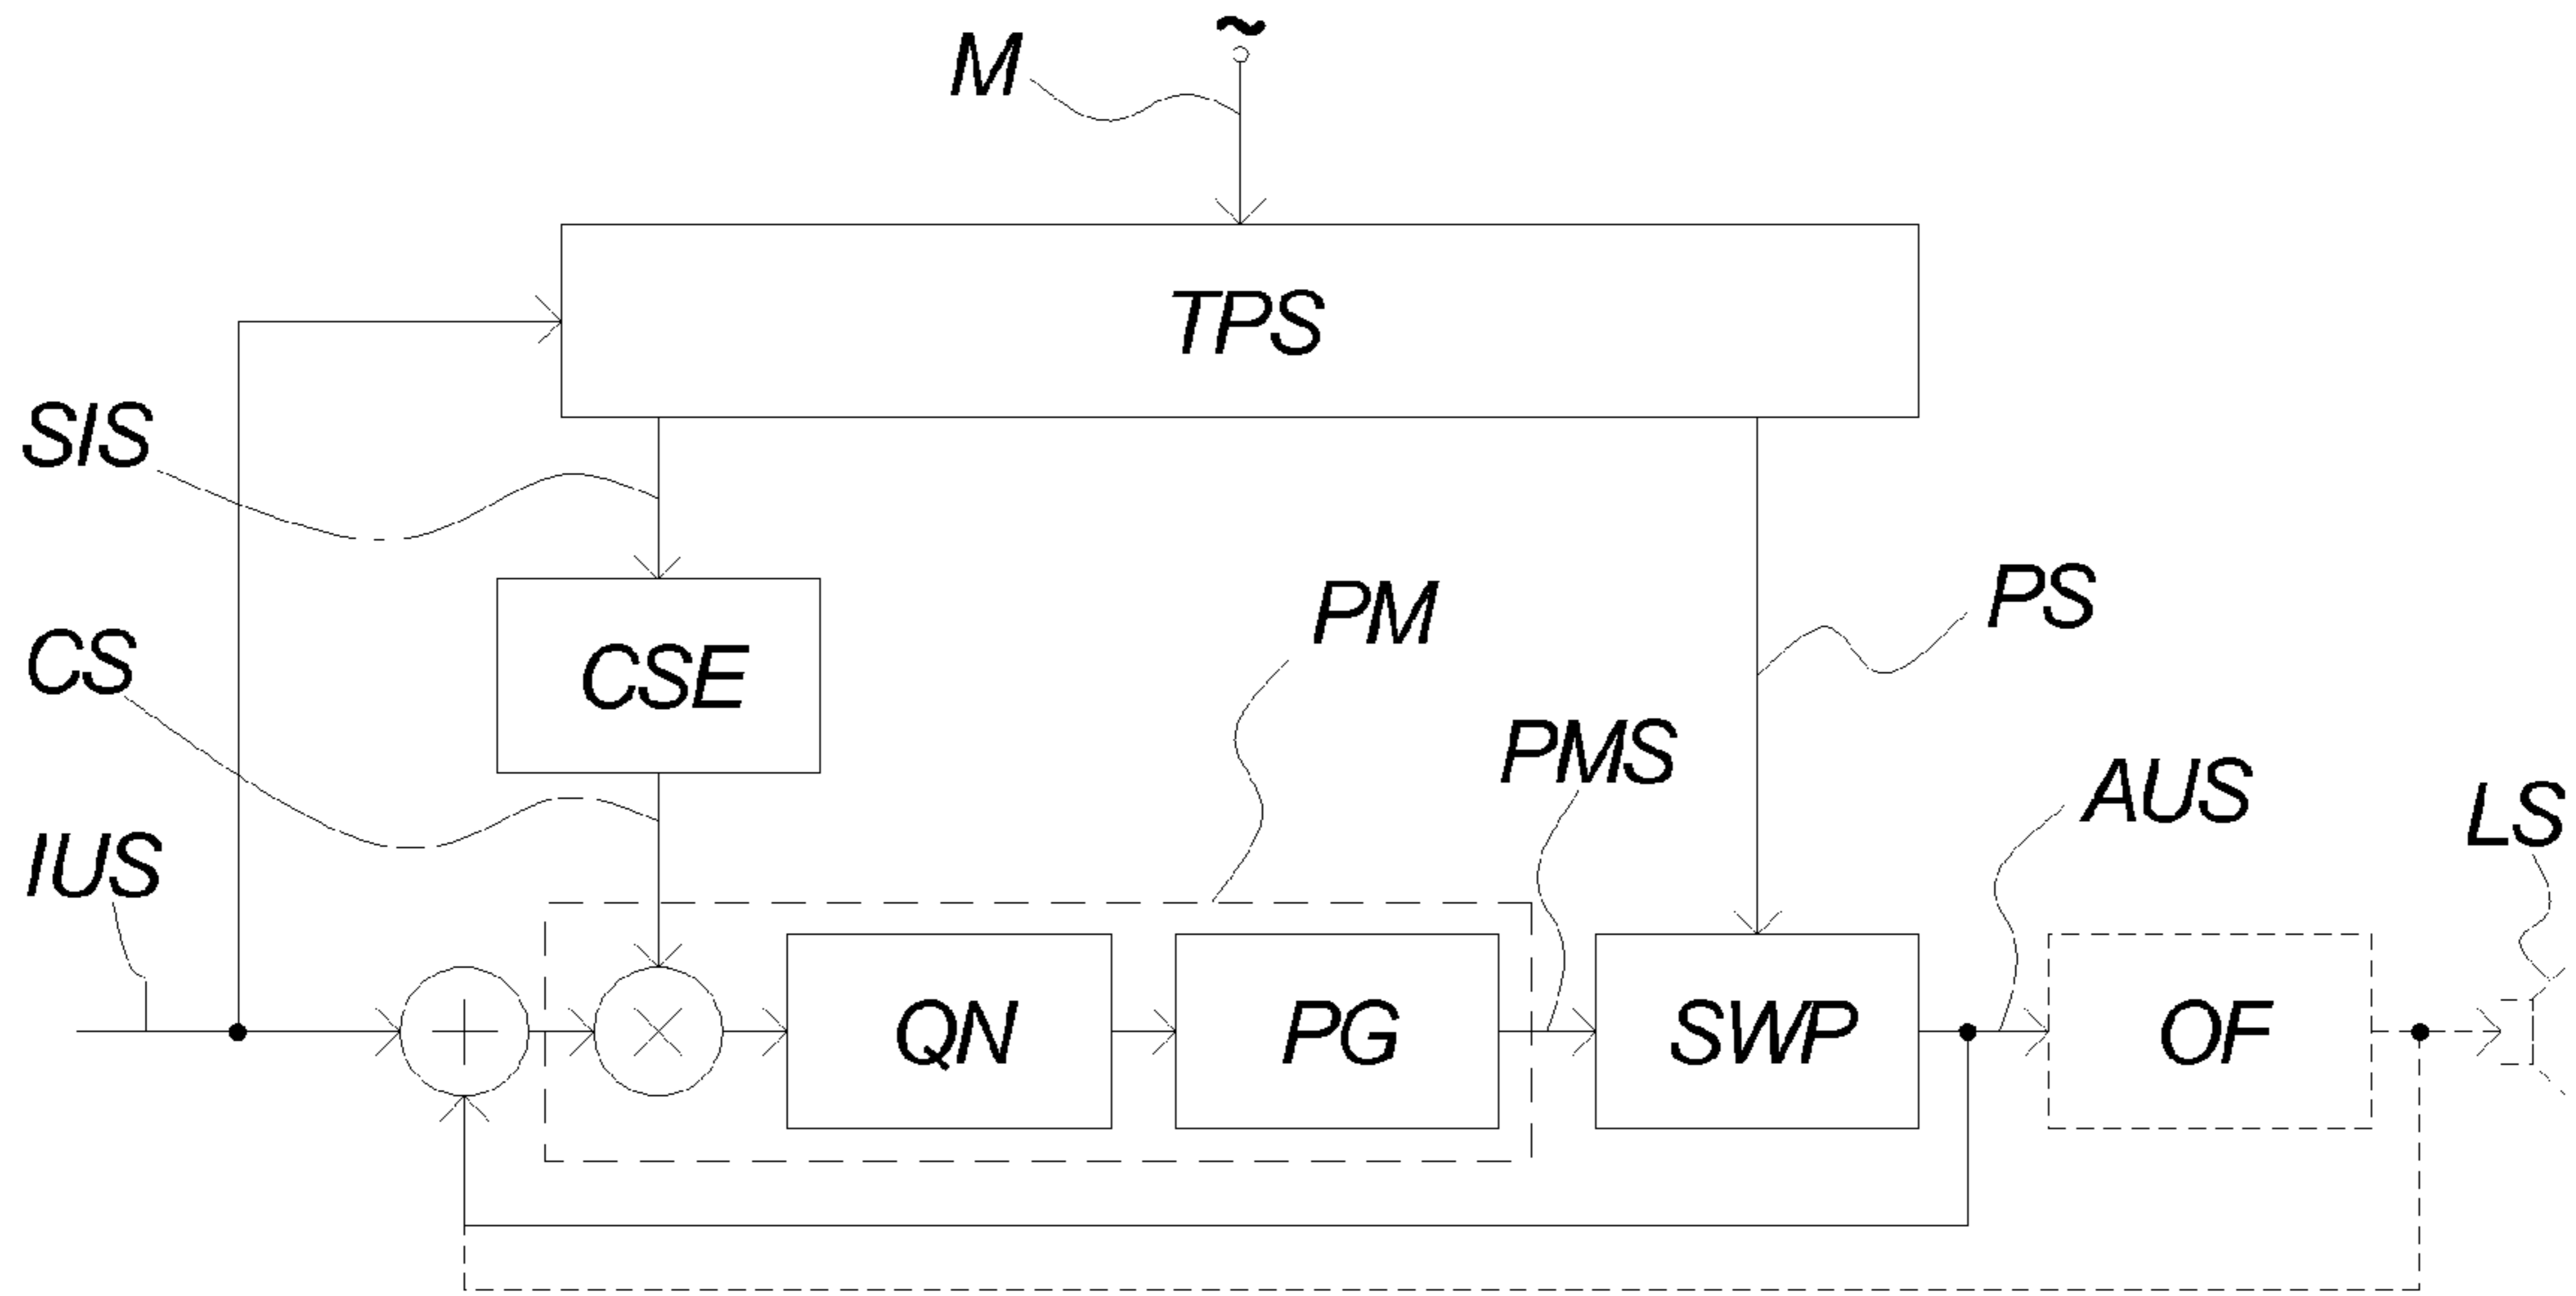 ~
M
TPS
SIS
CSE
CS
PM
PS
PMS
AUS
LS
IUS
+
×
QN
PG
SWP
OF